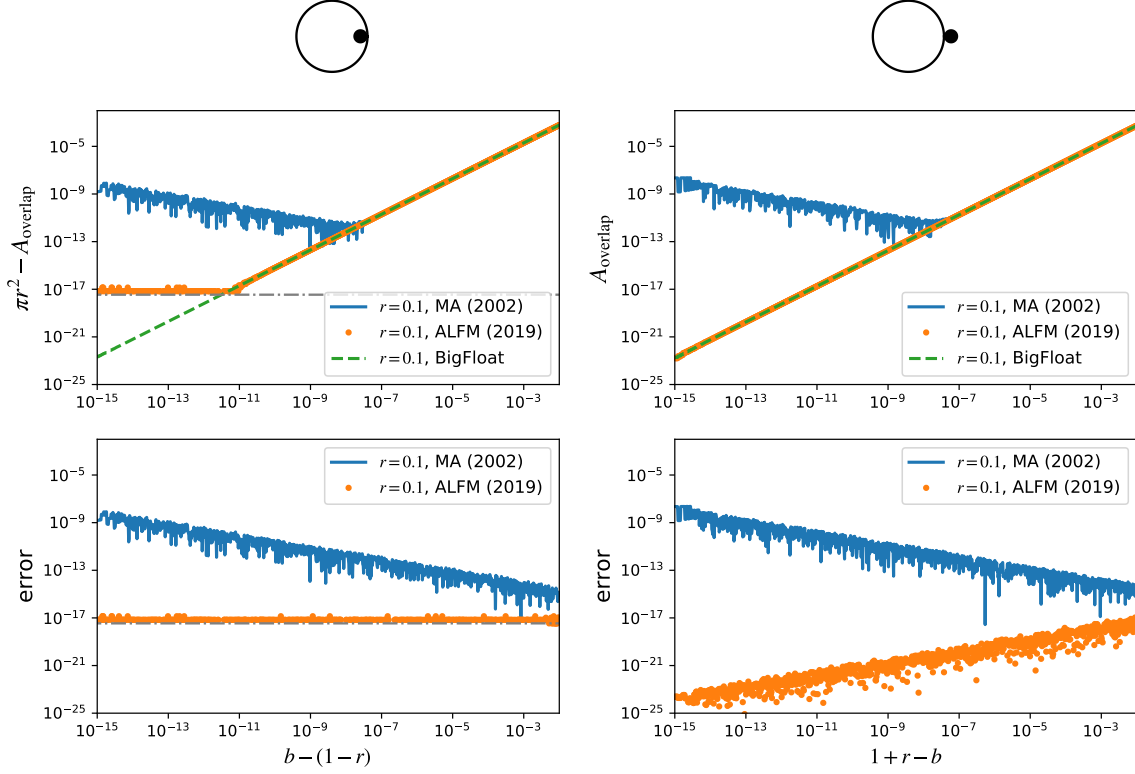 πr² − A_overlap
10⁻⁵
10⁻⁹
10⁻¹³
10⁻¹⁷
10⁻²¹
10⁻²⁵
r = 0.1, MA (2002)
r = 0.1, ALFM (2019)
r = 0.1, BigFloat
10⁻¹⁵ 10⁻¹³ 10⁻¹¹ 10⁻⁹ 10⁻⁷ 10⁻⁵ 10⁻³
A_overlap
10⁻⁵
10⁻⁹
10⁻¹³
10⁻¹⁷
10⁻²¹
10⁻²⁵
r = 0.1, MA (2002)
r = 0.1, ALFM (2019)
r = 0.1, BigFloat
10⁻¹⁵ 10⁻¹³ 10⁻¹¹ 10⁻⁹ 10⁻⁷ 10⁻⁵ 10⁻³
error
10⁻⁵
10⁻⁹
10⁻¹³
10⁻¹⁷
10⁻²¹
10⁻²⁵
r = 0.1, MA (2002)
r = 0.1, ALFM (2019)
10⁻¹⁵ 10⁻¹³ 10⁻¹¹ 10⁻⁹ 10⁻⁷ 10⁻⁵ 10⁻³
b − (1 − r)
error
10⁻⁵
10⁻⁹
10⁻¹³
10⁻¹⁷
10⁻²¹
10⁻²⁵
r = 0.1, MA (2002)
r = 0.1, ALFM (2019)
10⁻¹⁵ 10⁻¹³ 10⁻¹¹ 10⁻⁹ 10⁻⁷ 10⁻⁵ 10⁻³
1 + r − b